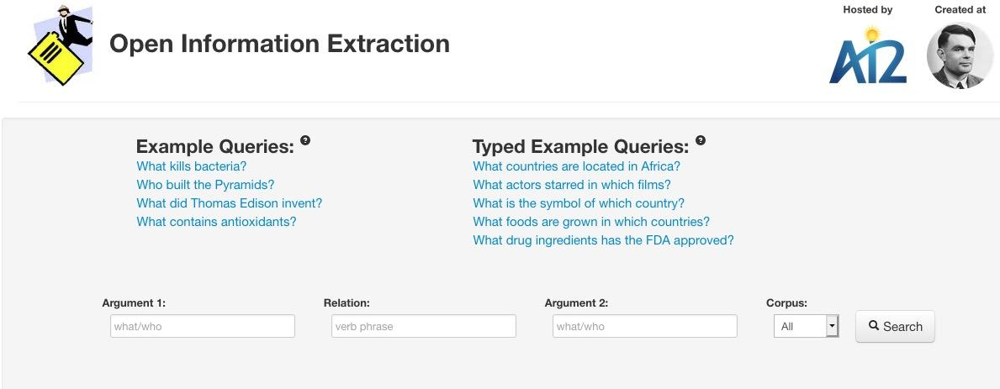 Hosted by
Created at
Open Information Extraction
AI2
Example Queries: ?
What kills bacteria?
Who built the Pyramids?
What did Thomas Edison invent?
What contains antioxidants?
Typed Example Queries: ?
What countries are located in Africa?
What actors starred in which films?
What is the symbol of which country?
What foods are grown in which countries?
What drug ingredients has the FDA approved?
Argument 1:
what/who
Relation:
verb phrase
Argument 2:
what/who
Corpus:
All
Search